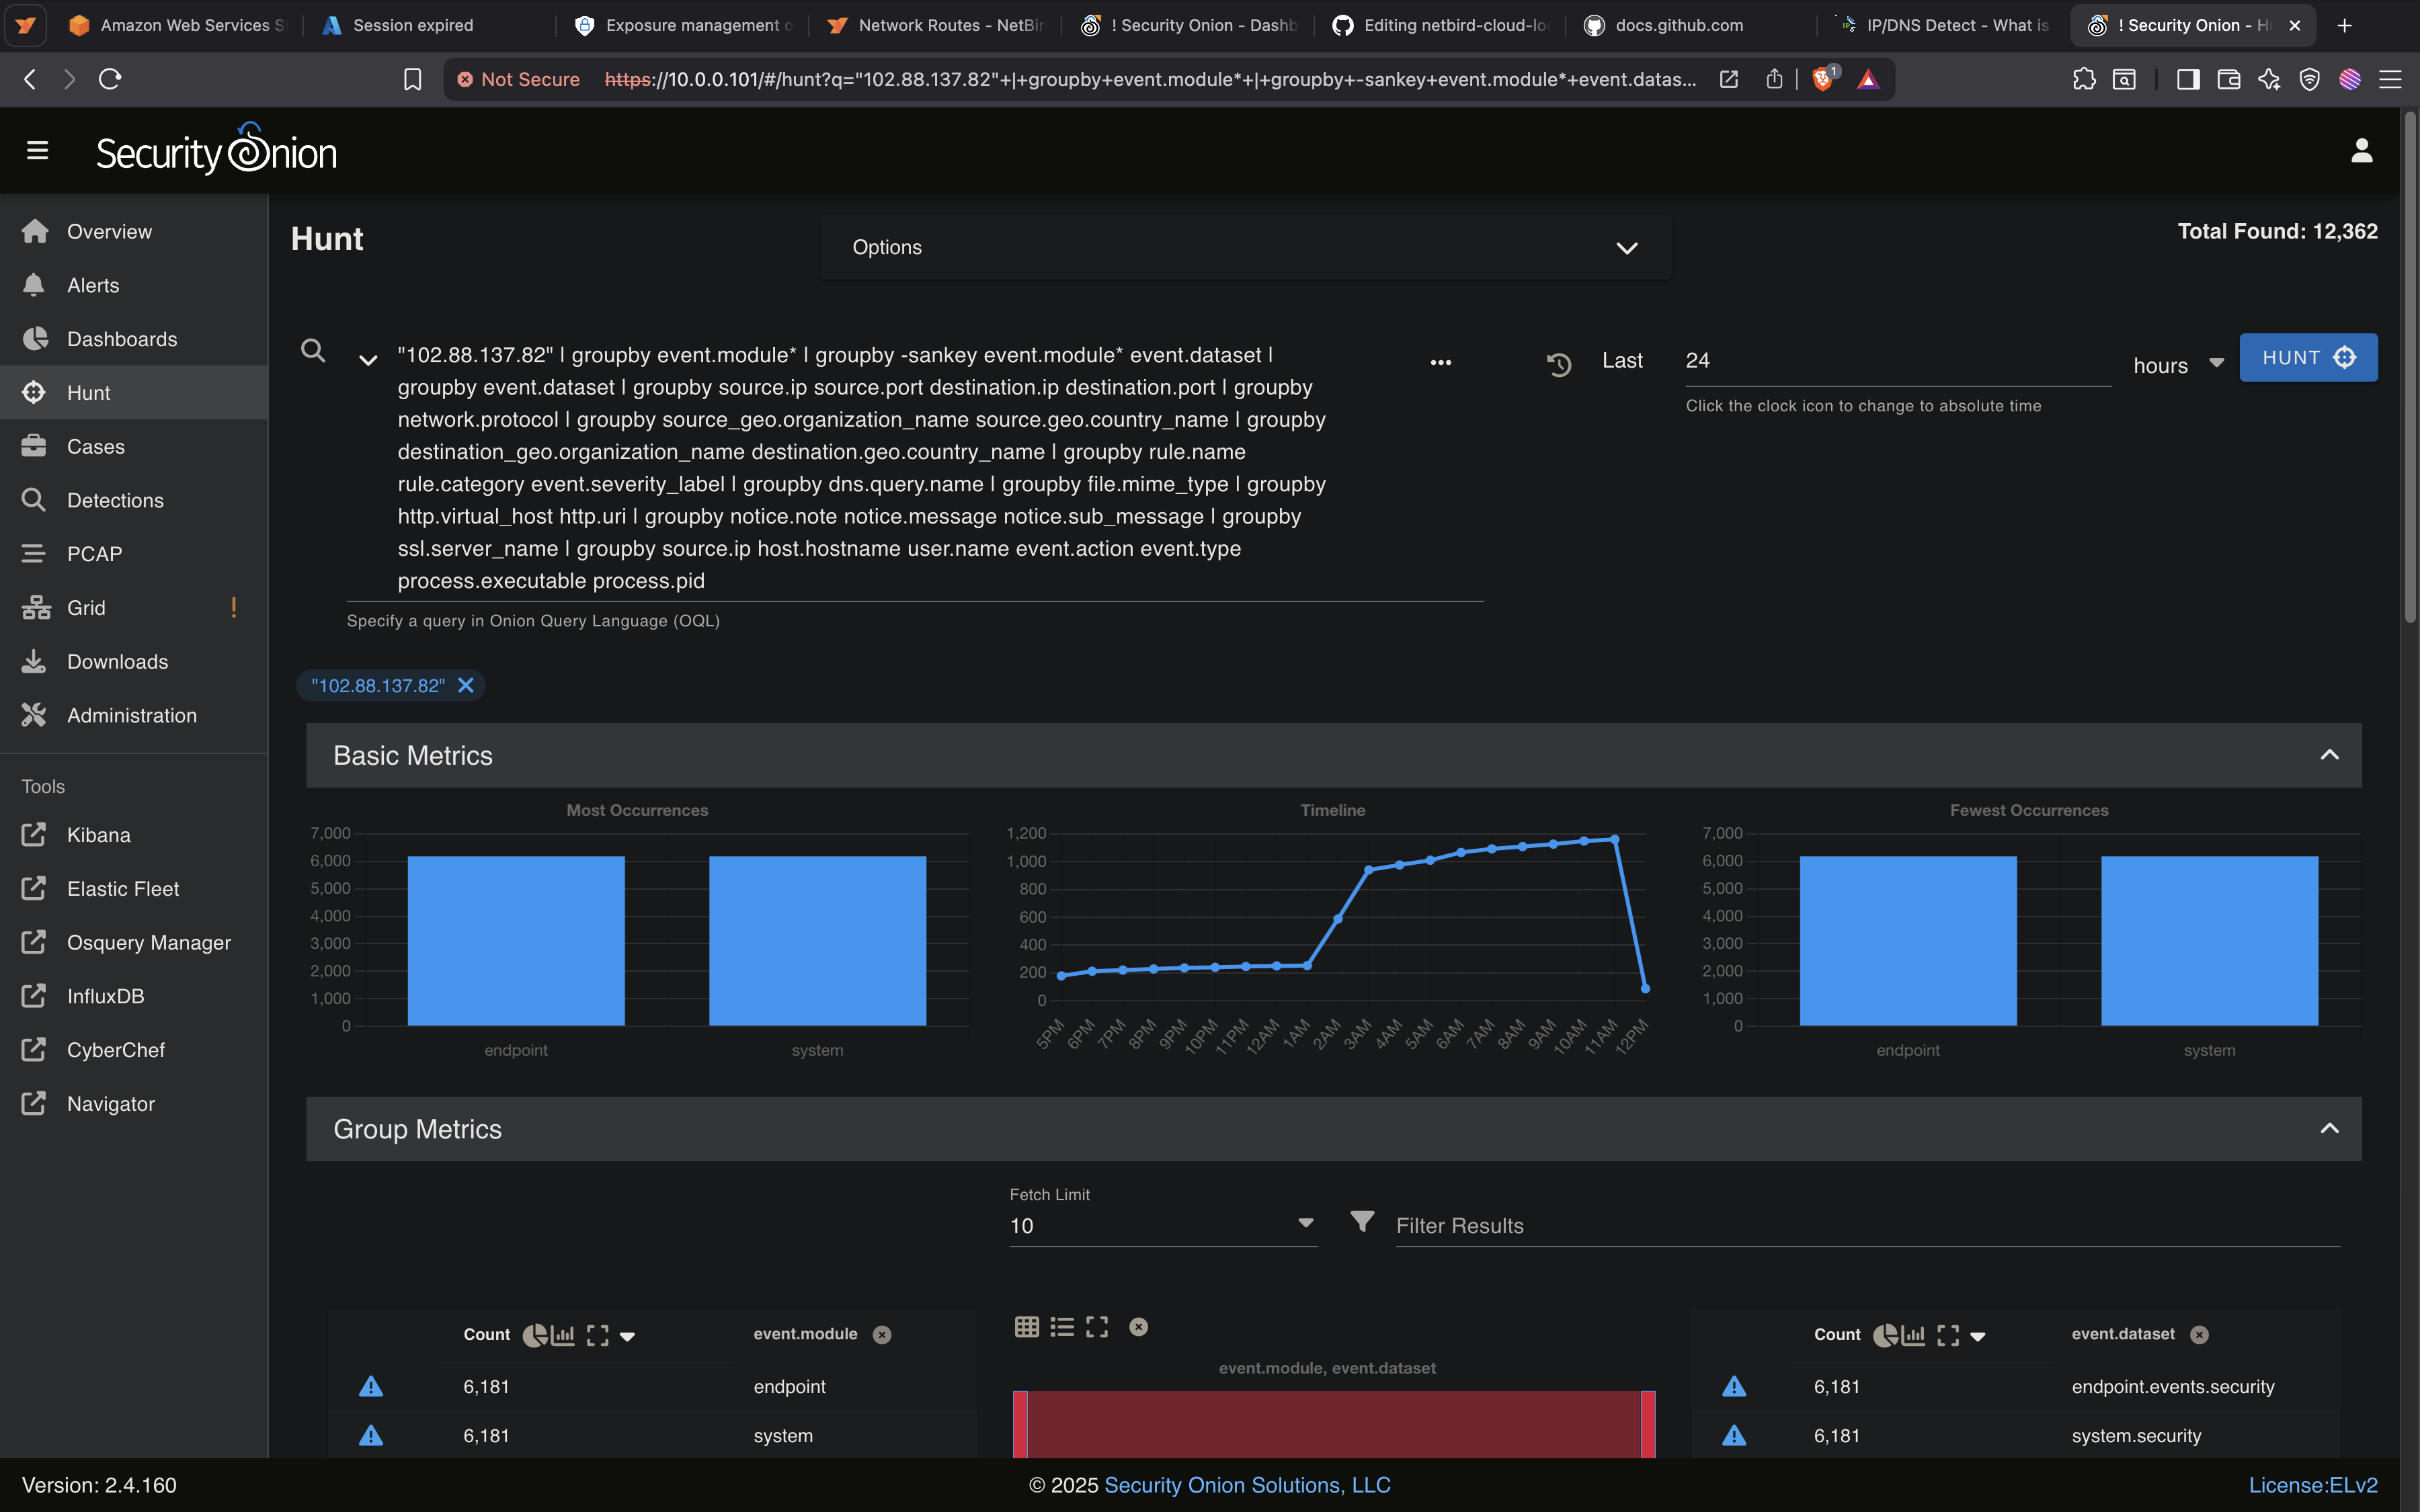 Amazon Web Services Si
Session expired
Exposure management o
Network Routes - NetBir
! Security Onion - Dashb
Editing netbird-cloud-loc
docs.github.com
IP/DNS Detect - What is
! Security Onion - H
Not Secure https://10.0.0.101/#/hunt?q="102.88.137.82"+|+groupby+event.module*+|+groupby+-sankey+event.module*+event.datas...
1
Security Onion
Overview
Alerts
Dashboards
Hunt
Cases
Detections
PCAP
Grid !
Downloads
Administration
Tools
Kibana
Elastic Fleet
Osquery Manager
InfluxDB
CyberChef
Navigator
Hunt
Options
Total Found: 12,362
"102.88.137.82" | groupby event.module* | groupby -sankey event.module* event.dataset |
groupby event.dataset | groupby source.ip source.port destination.ip destination.port | groupby
network.protocol | groupby source_geo.organization_name source.geo.country_name | groupby
destination_geo.organization_name destination.geo.country_name | groupby rule.name
rule.category event.severity_label | groupby dns.query.name | groupby file.mime_type | groupby
http.virtual_host http.uri | groupby notice.note notice.message notice.sub_message | groupby
ssl.server_name | groupby source.ip host.hostname user.name event.action event.type
process.executable process.pid
Specify a query in Onion Query Language (OQL)
Last 24 hours
HUNT
Click the clock icon to change to absolute time
"102.88.137.82"
Basic Metrics
Most Occurrences
7,000
6,000
5,000
4,000
3,000
2,000
1,000
0
endpoint system
Timeline
1,200
1,000
800
600
400
200
0
5PM 6PM 7PM 8PM 9PM 10PM 11PM 12AM 1AM 2AM 3AM 4AM 5AM 6AM 7AM 8AM 9AM 10AM 11AM 12PM
Fewest Occurrences
7,000
6,000
5,000
4,000
3,000
2,000
1,000
0
endpoint system
Group Metrics
Fetch Limit
10
Filter Results
Count event.module
6,181 endpoint
6,181 system
event.module, event.dataset
Count event.dataset
6,181 endpoint.events.security
6,181 system.security
Version: 2.4.160
© 2025 Security Onion Solutions, LLC
License:ELv2